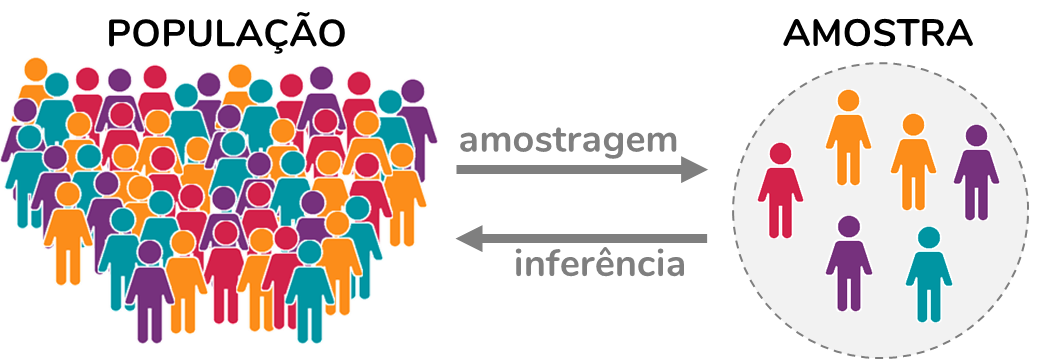 POPULAÇÃO
AMOSTRA
amostragem
inferência